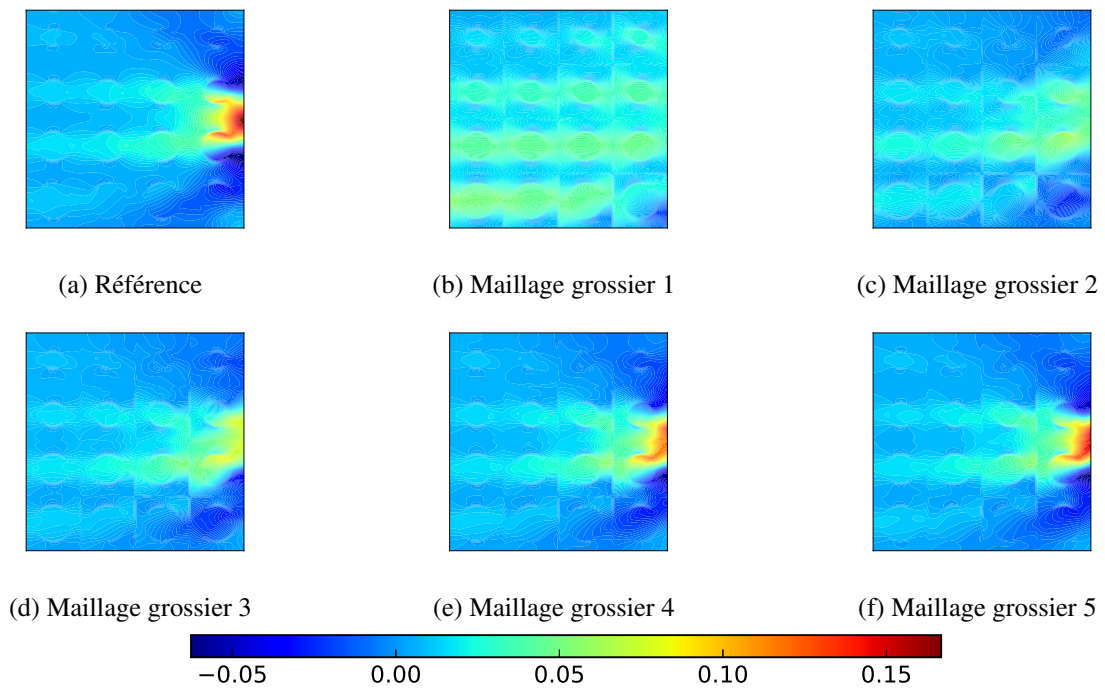 (a) Référence
(b) Maillage grossier 1
(c) Maillage grossier 2
(d) Maillage grossier 3
(e) Maillage grossier 4
(f) Maillage grossier 5
−0.05 0.00 0.05 0.10 0.15